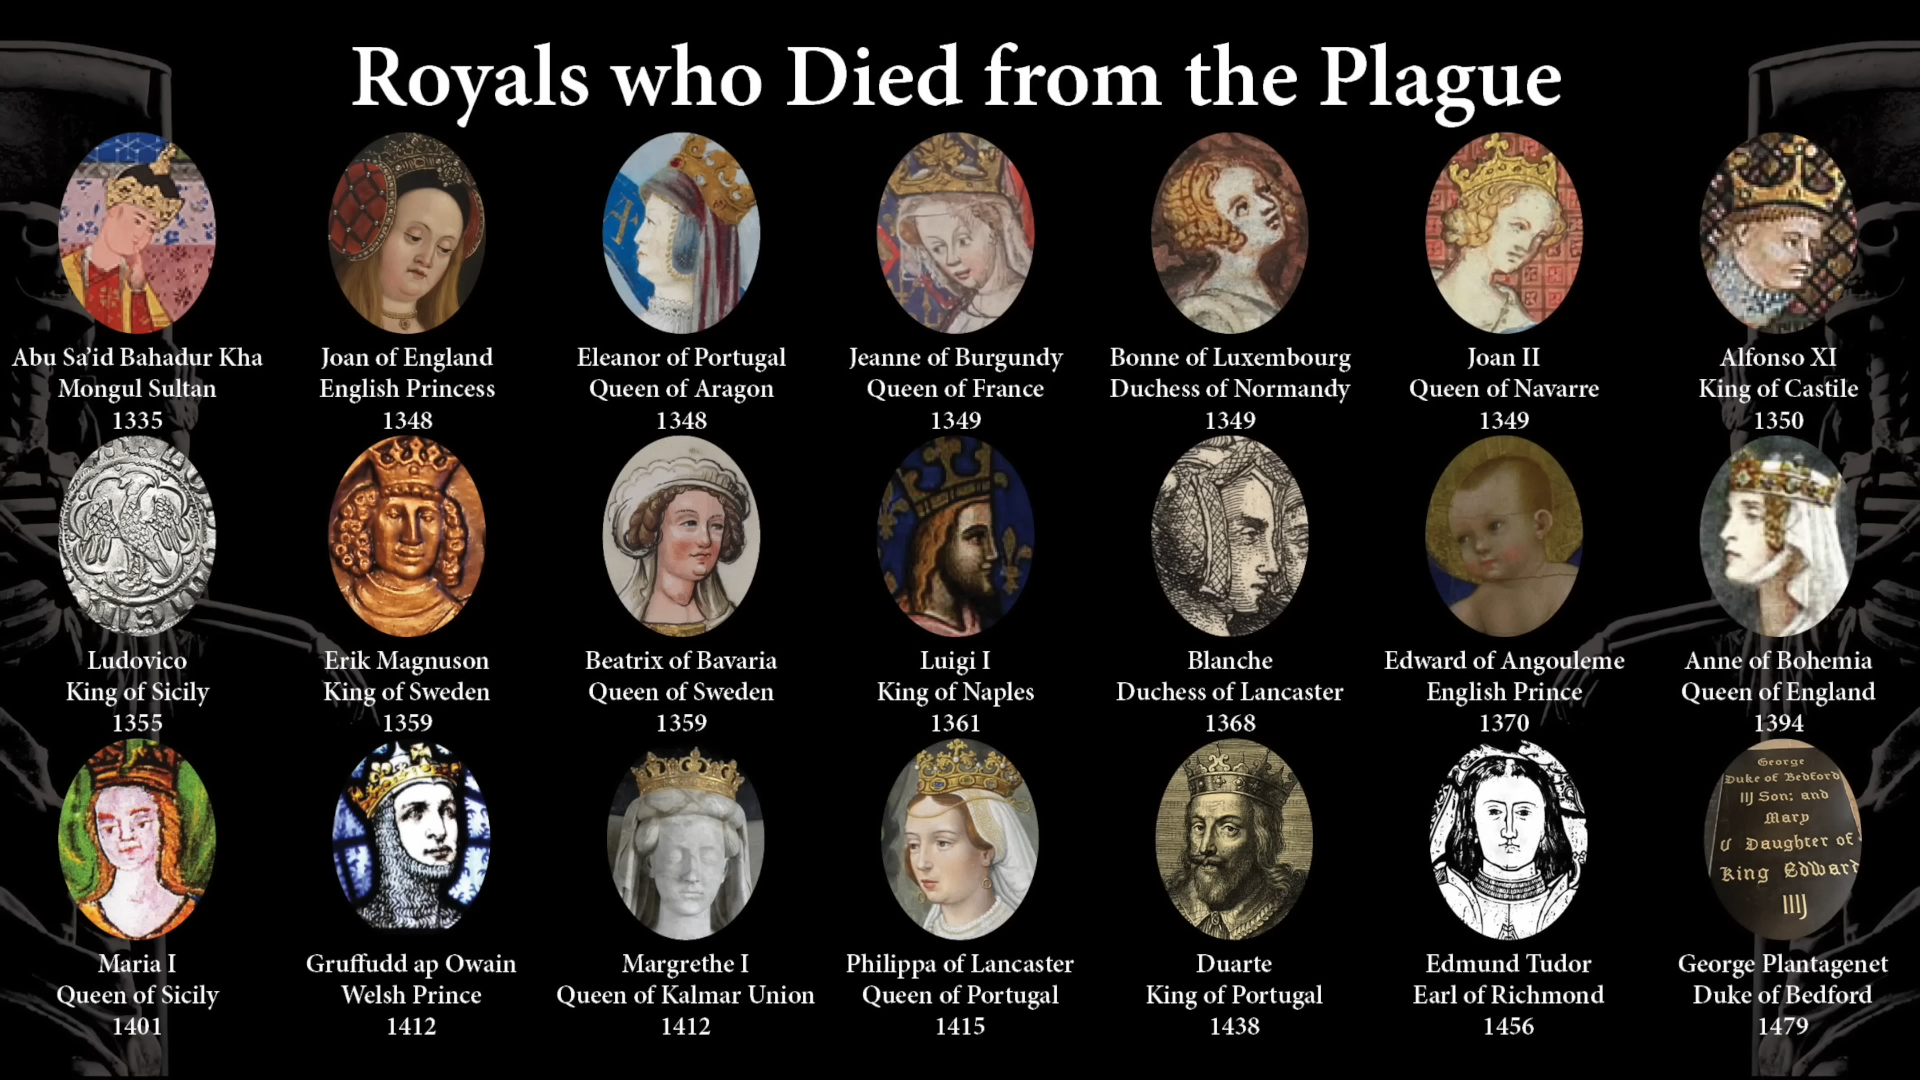 Royals who Died from the Plague
Abu Sa’id Bahadur Kha
Mongul Sultan
1335
Joan of England
English Princess
1348
Eleanor of Portugal
Queen of Aragon
1348
Jeanne of Burgundy
Queen of France
1349
Bonne of Luxembourg
Duchess of Normandy
1349
Joan II
Queen of Navarre
1349
Alfonso XI
King of Castile
1350
Ludovico
King of Sicily
1355
Erik Magnuson
King of Sweden
1359
Beatrix of Bavaria
Queen of Sweden
1359
Luigi I
King of Naples
1361
Blanche
Duchess of Lancaster
1368
Edward of Angouleme
English Prince
1370
Anne of Bohemia
Queen of England
1394
George
Duke of Bedford
IIJ Son; and
Mary
Daughter of
King Edward
IIIJ
Maria I
Queen of Sicily
1401
Gruffudd ap Owain
Welsh Prince
1412
Margrethe I
Queen of Kalmar Union
1412
Philippa of Lancaster
Queen of Portugal
1415
Duarte
King of Portugal
1438
Edmund Tudor
Earl of Richmond
1456
George Plantagenet
Duke of Bedford
1479